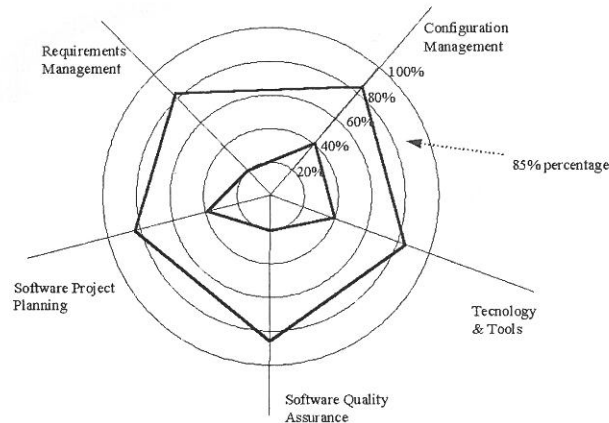 Configuration
Management
Requirements
Management
100%
80%
60%
40%
20%
85% percentage
Software Project
Planning
Tecnology
& Tools
Software Quality
Assurance